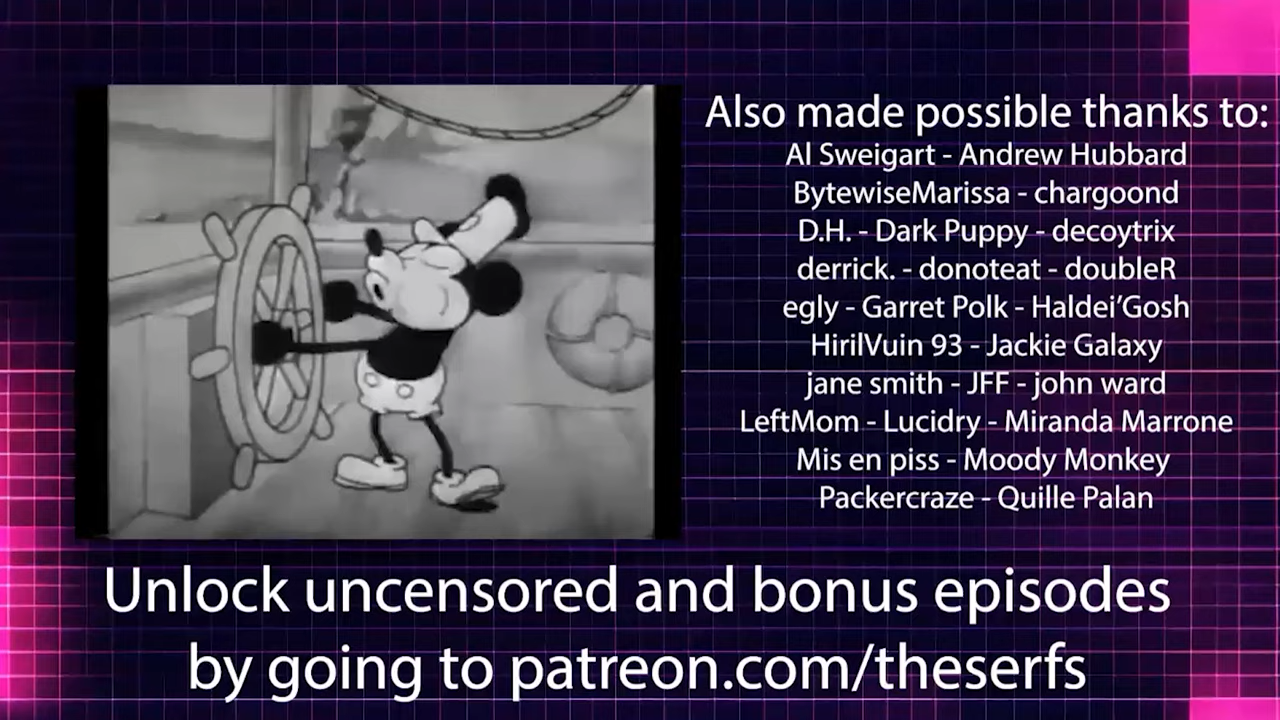 Also made possible thanks to:
Al Sweigart - Andrew Hubbard
BytewiseMarissa - chargoond
D.H. - Dark Puppy - decoytrix
derrick. - donoteat - doubleR
egly - Garret Polk - Haldei’Gosh
HirilVuin 93 - Jackie Galaxy
jane smith - JFF - john ward
LeftMom - Lucidry - Miranda Marrone
Mis en piss - Moody Monkey
Packercraze - Quille Palan
Unlock uncensored and bonus episodes
by going to patreon.com/theserfs